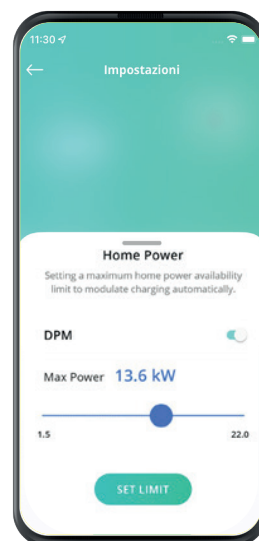 11:30
Impostazioni
Home Power
Setting a maximum home power availability
limit to modulate charging automatically.
DPM
Max Power 13.6 kW
1.5 22.0
SET LIMIT